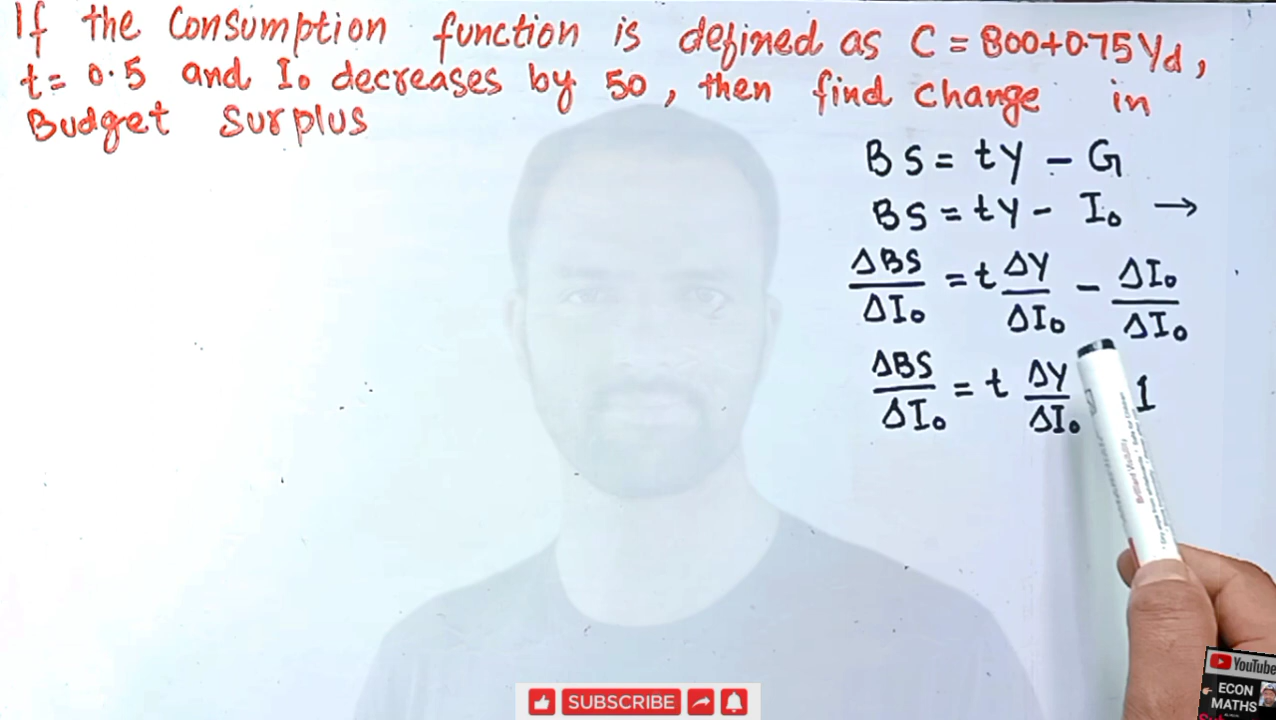 If the Consumption function is defined as C = 800+0.75Yd,
t= 0.5 and I₀ decreases by 50, then find change in
Budget Surplus
BS = tY - G
BS = tY - I₀ →
ΔBS/ΔI₀ = t ΔY/ΔI₀ - ΔI₀/ΔI₀
ΔBS/ΔI₀ = t ΔY/ΔI₀ 1
SUBSCRIBE
YouTube
ECON
MATHS